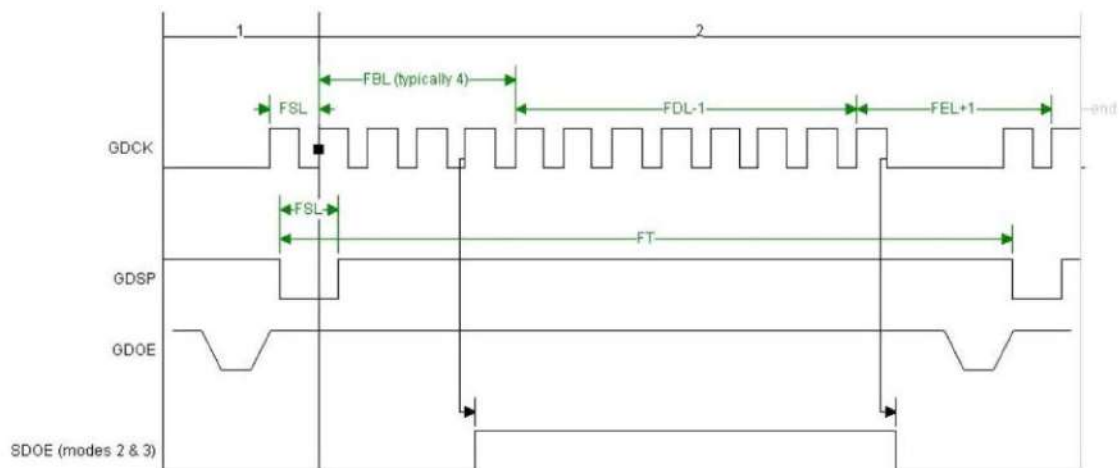 1 2
FBL (typically 4)
FSL FDL-1 FEL+1 end
GDCK
FSL
FT
GDSP
GDOE
SDOE (modes 2 & 3)